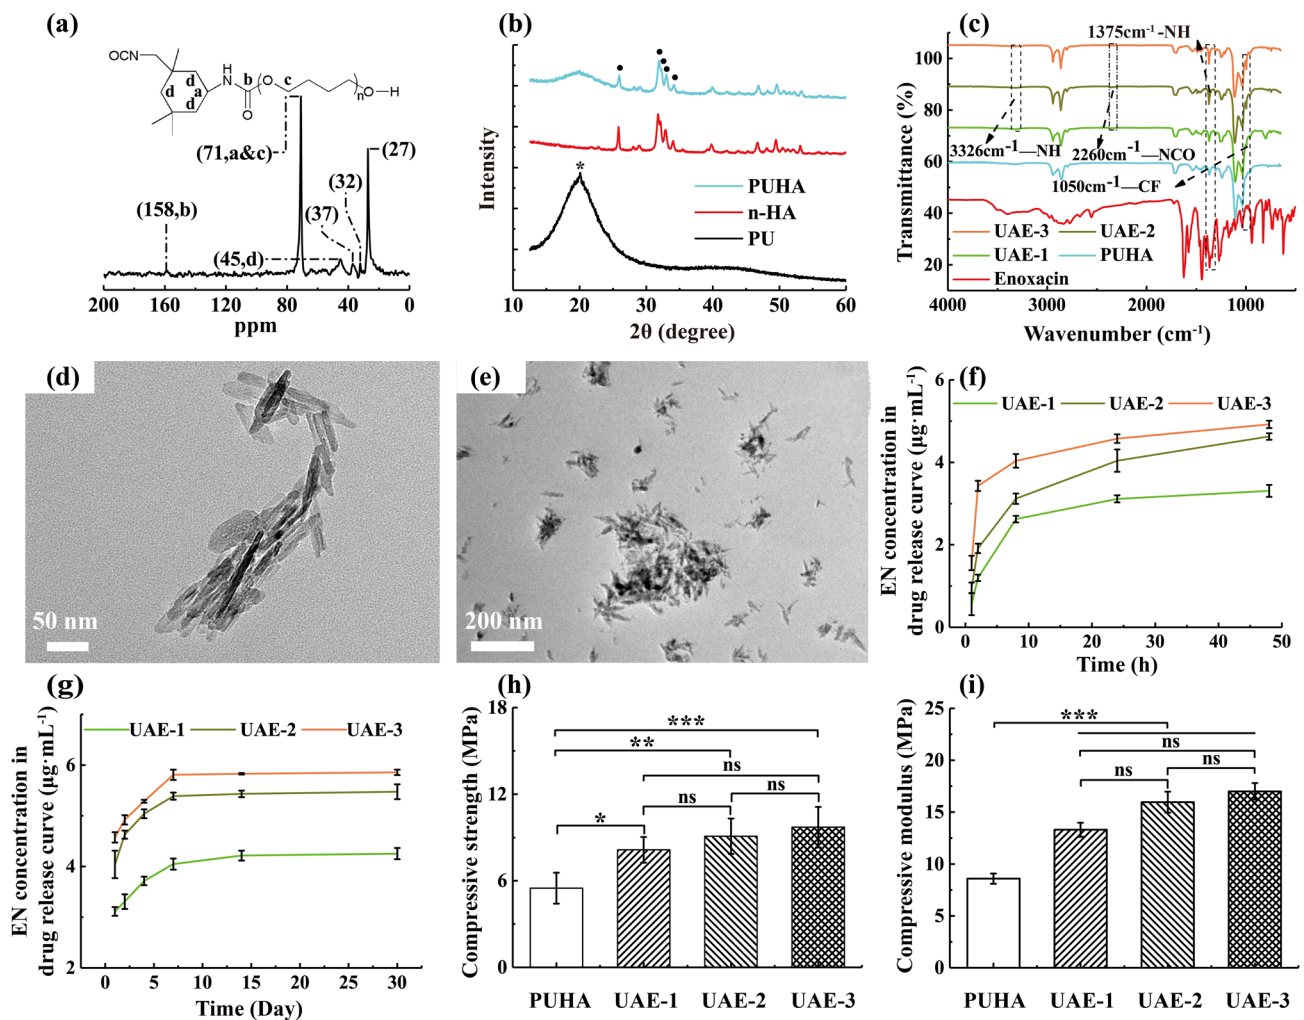 (a)
OCN
H
N
b
O
c
d
d
a
d
O
O
n
O—H
(71,a&c)
(27)
(32)
(37)
(158,b)
(45,d)
200 160 120 80 40 0
ppm
(b)
Intensity
*
PUHA
n-HA
PU
10 20 30 40 50 60
2θ (degree)
(c)
1375cm-1 -NH
Transmittance (%)
100
80
60
40
20
3326cm-1—NH
2260cm-1—NCO
1050cm-1—CF
UAE-3 UAE-2
UAE-1 PUHA
Enoxacin
4000 3000 2000 1000
Wavenumber (cm-1)
(d)
50 nm
(e)
200 nm
(f)
EN concentration in
drug release curve (μg·mL-1)
6
4
2
0
UAE-1 UAE-2 UAE-3
0 10 20 30 40 50
Time (h)
(g)
EN concentration in
drug release curve (μg·mL-1)
6
4
2
UAE-1 UAE-2 UAE-3
0 5 10 15 20 25 30
Time (Day)
(h)
Compressive strength (MPa)
18
15
12
9
6
3
0
***
**
ns
ns
ns
*
PUHA UAE-1 UAE-2 UAE-3
(i)
Compressive modulus (MPa)
25
20
15
10
5
0
***
ns
ns
ns
PUHA UAE-1 UAE-2 UAE-3